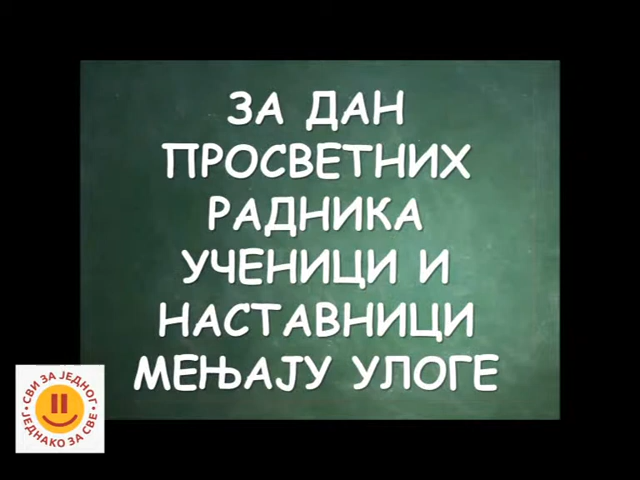 ЗА ДАН
ПРОСВЕТНИХ
РАДНИКА
УЧЕНИЦИ И
НАСТАВНИЦИ
МЕЊАЈУ УЛОГЕ
СВИ ЗА ЈЕДНОГ
ЈЕДНАКО ЗА СВЕ